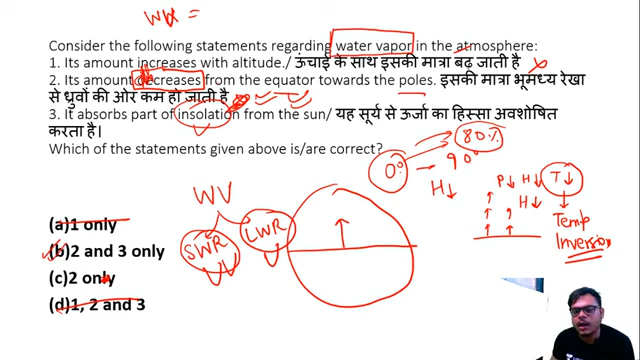 WV =
Consider the following statements regarding water vapor in the atmosphere:
1. Its amount increases with altitude./ ऊंचाई के साथ इसकी मात्रा बढ़ जाती है
2. Its amount decreases from the equator towards the poles. इसकी मात्रा भूमध्य रेखा
से ध्रुवों की ओर कम हो जाती है
3. It absorbs part of insolation from the sun/ यह सूर्य से ऊर्जा का हिस्सा अवशोषित
करता है।
Which of the statements given above is/are correct?
0° 80%
90°
H↓
P↓ H↓ T↓
H↓
Temp
Inversion
WV
SWR LWR
(a)1 only
(b)2 and 3 only
(c)2 only
(d)1, 2 and 3